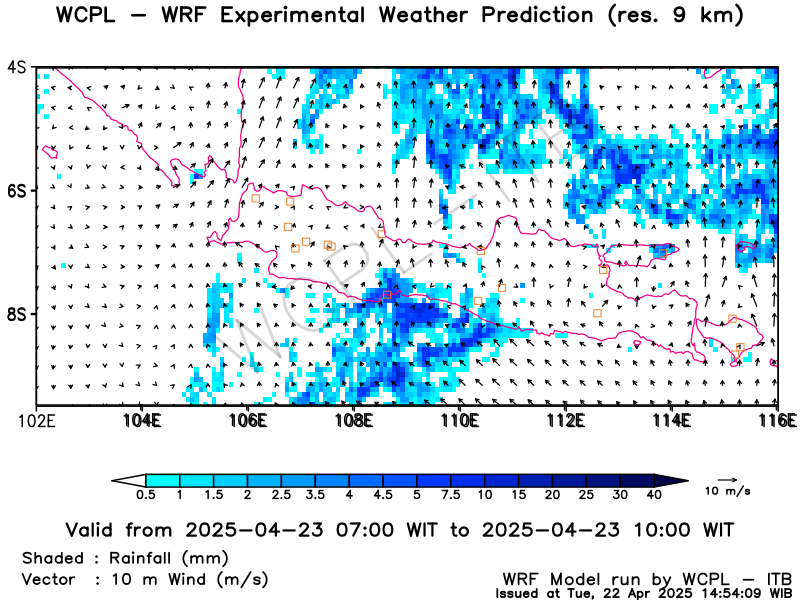 WCPL – WRF Experimental Weather Prediction (res. 9 km)
4S
6S
8S
102E 104E 106E 108E 110E 112E 114E 116E
WCPL-ITB
0.5 1 1.5 2 2.5 3.5 4 4.5 5 7.5 10 15 20 25 30 40
10 m/s
Valid from 2025-04-23 07:00 WIT to 2025-04-23 10:00 WIT
Shaded : Rainfall (mm)
Vector : 10 m Wind (m/s)
WRF Model run by WCPL – ITB
Issued at Tue, 22 Apr 2025 14:54:09 WIB